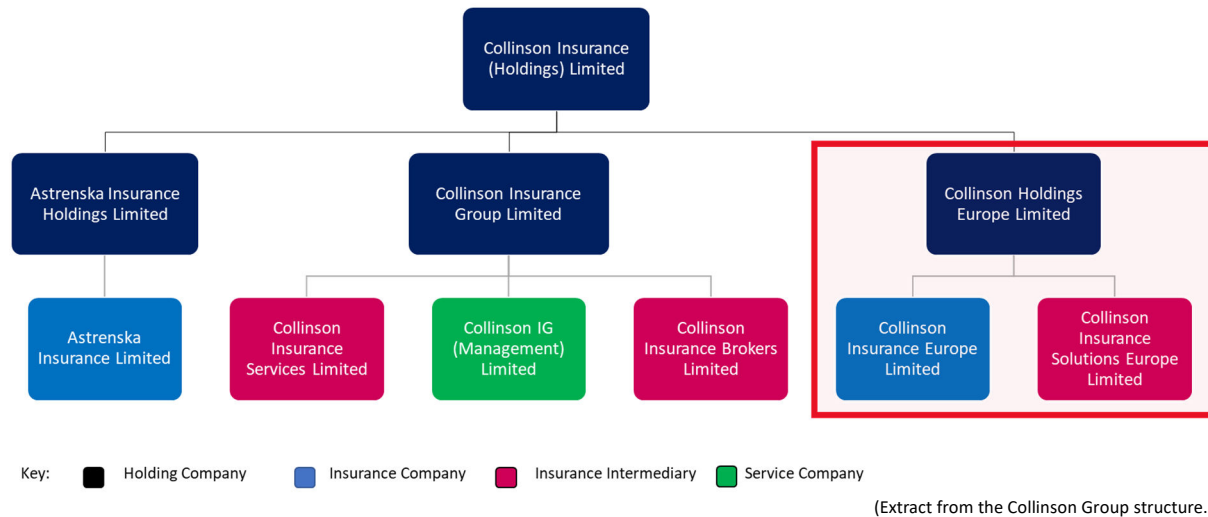 Collinson Insurance
(Holdings) Limited
Astrenska Insurance
Holdings Limited
Collinson Insurance
Group Limited
Collinson Holdings
Europe Limited
Astrenska
Insurance Limited
Collinson
Insurance
Services Limited
Collinson IG
(Management)
Limited
Collinson
Insurance Brokers
Limited
Collinson
Insurance Europe
Limited
Collinson
Insurance
Solutions Europe
Limited
Key:
Holding Company
Insurance Company
Insurance Intermediary
Service Company
(Extract from the Collinson Group structure.